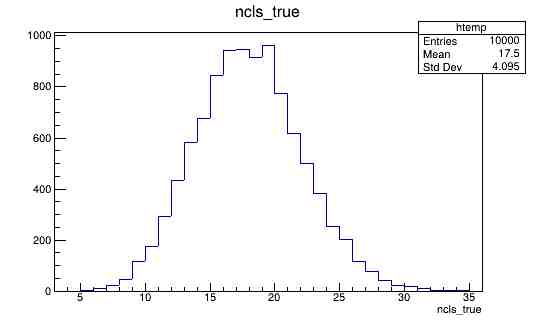 ncls_true
htemp
Entries 10000
Mean 17.5
Std Dev 4.095
1000
800
600
400
200
0
5 10 15 20 25 30 35
ncls_true